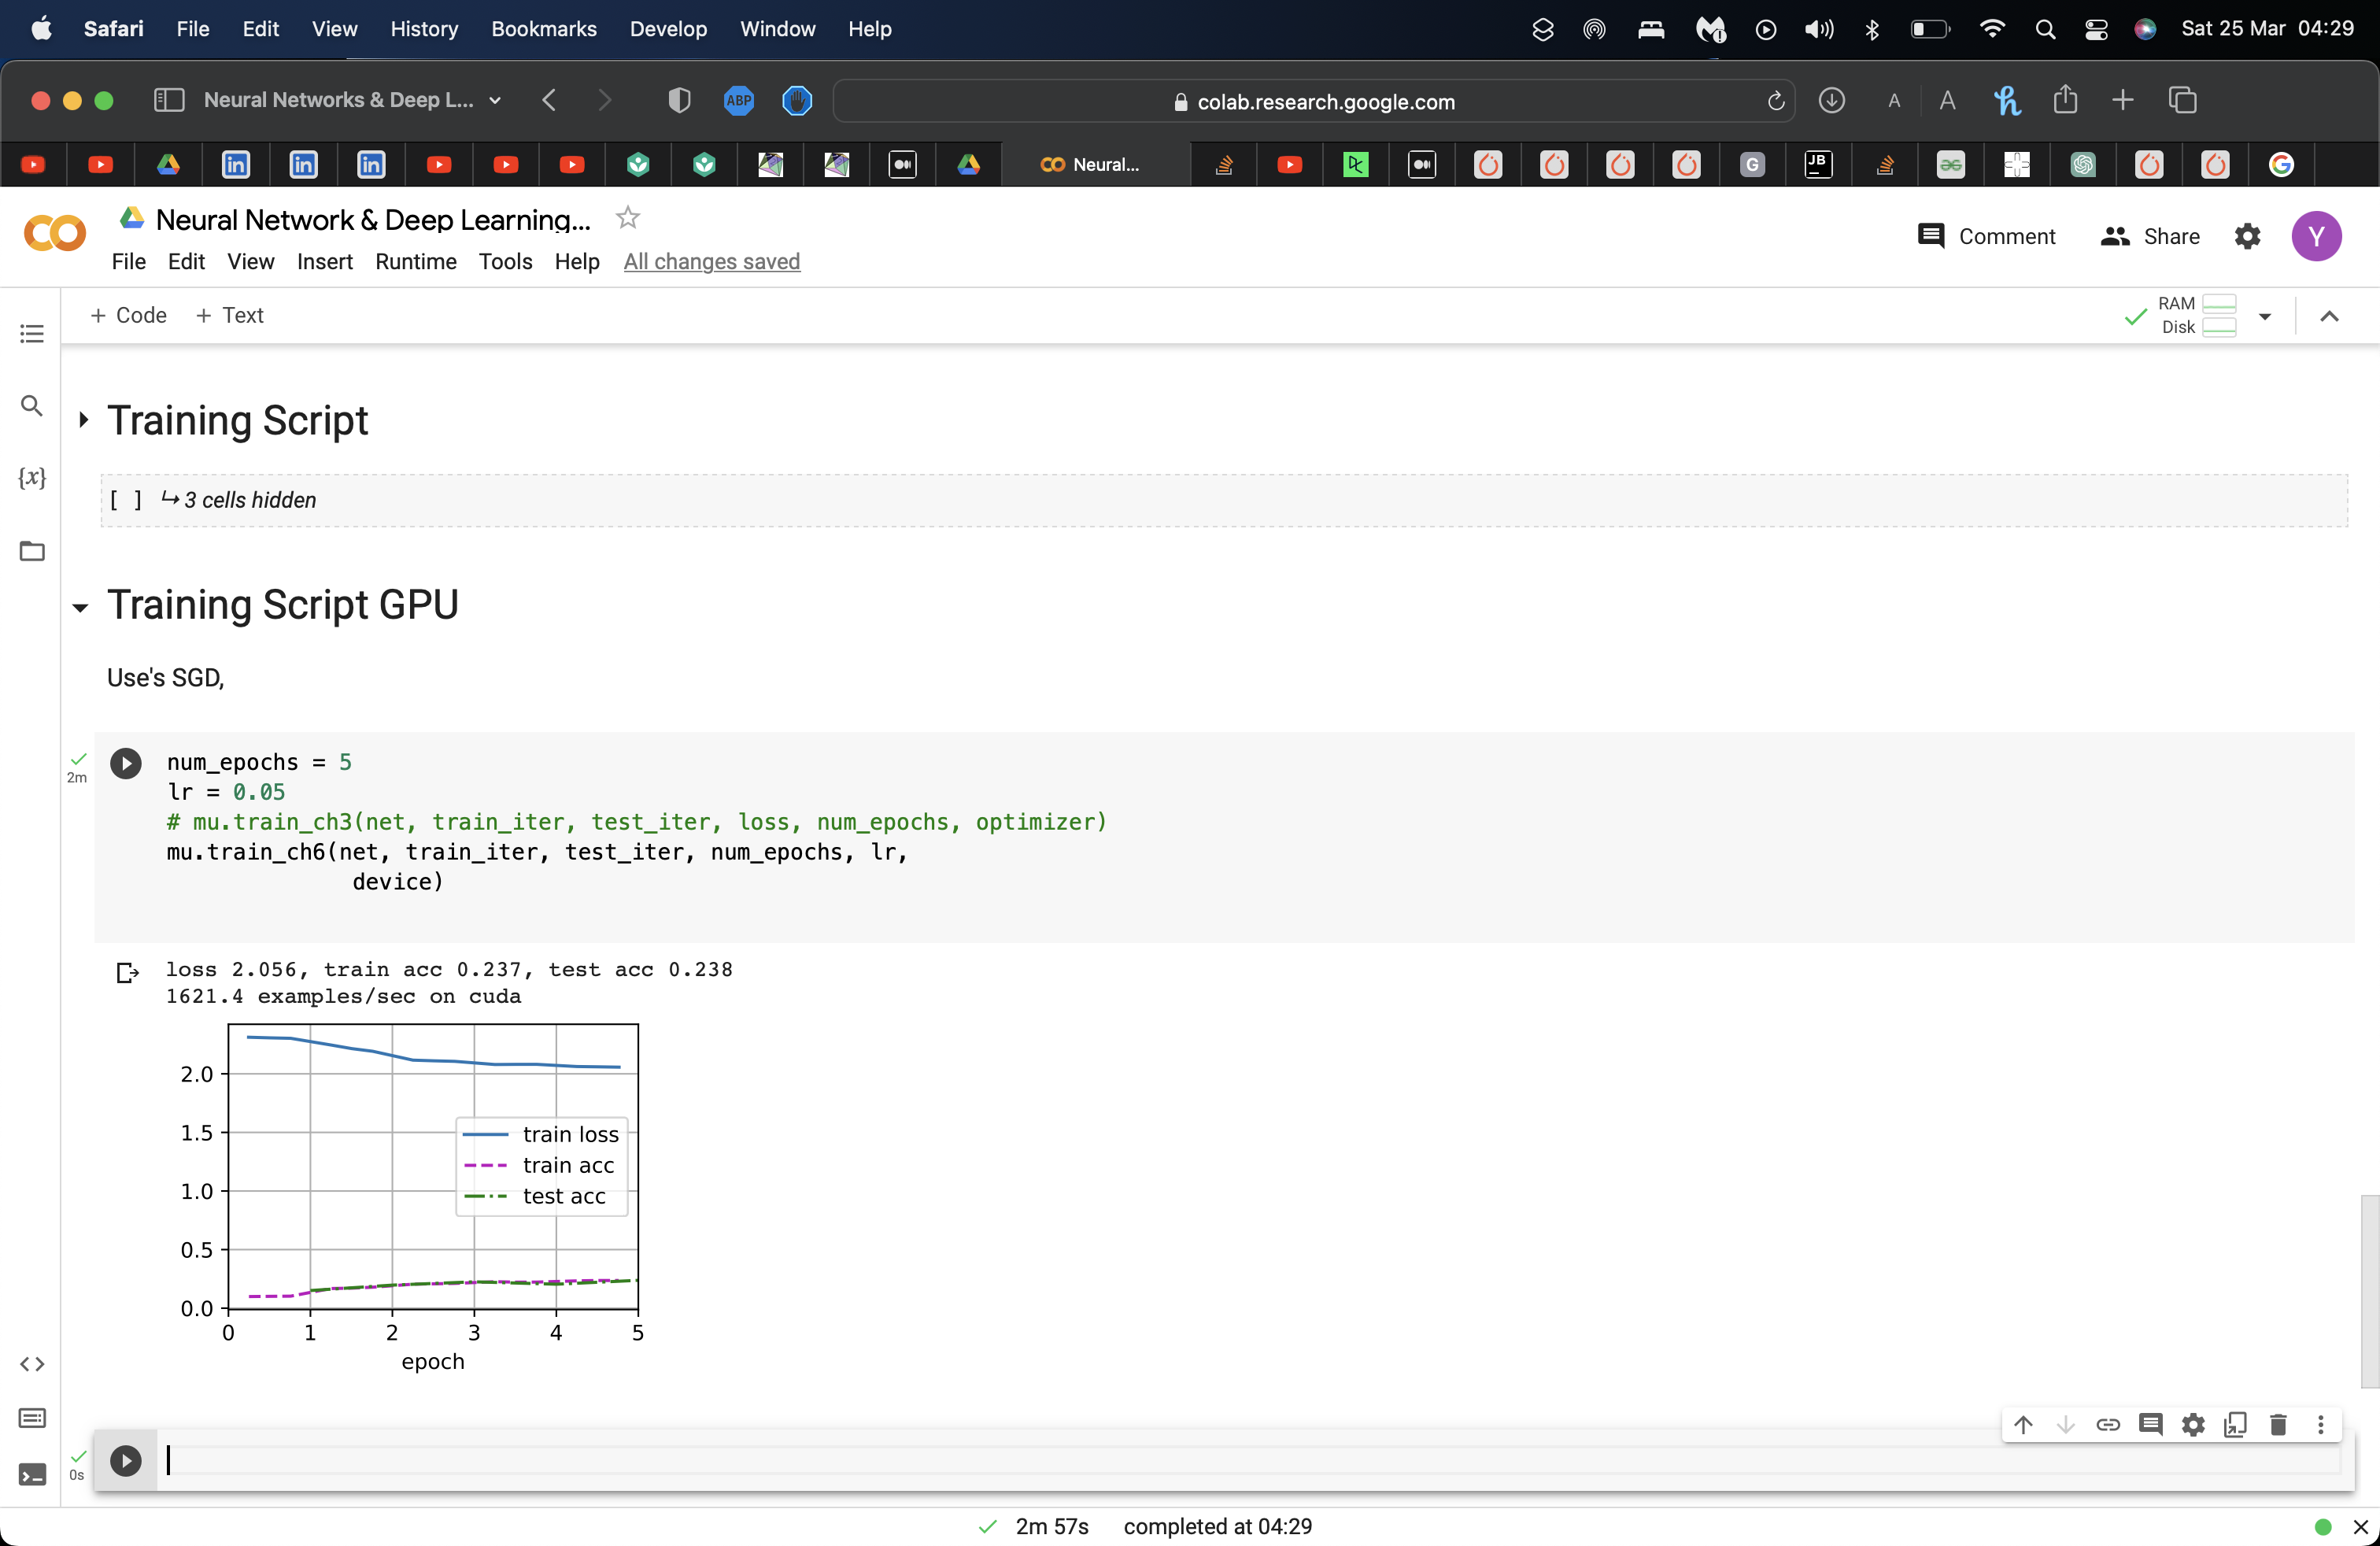 Safari File Edit View History Bookmarks Develop Window Help Sat 25 Mar 04:29
Neural Networks & Deep L... ABP colab.research.google.com A A
in in in Neural... G JB G
Neural Network & Deep Learning...
Comment Share Y
File Edit View Insert Runtime Tools Help All changes saved
+ Code + Text
RAM
Disk
Training Script
{x}
[ ] ↳ 3 cells hidden
Training Script GPU
Use's SGD,
2m
num_epochs = 5
lr = 0.05
# mu.train_ch3(net, train_iter, test_iter, loss, num_epochs, optimizer)
mu.train_ch6(net, train_iter, test_iter, num_epochs, lr,
device)
loss 2.056, train acc 0.237, test acc 0.238
1621.4 examples/sec on cuda
2.0
1.5
1.0
0.5
0.0
train loss
train acc
test acc
0 1 2 3 4 5
epoch
0s
2m 57s completed at 04:29